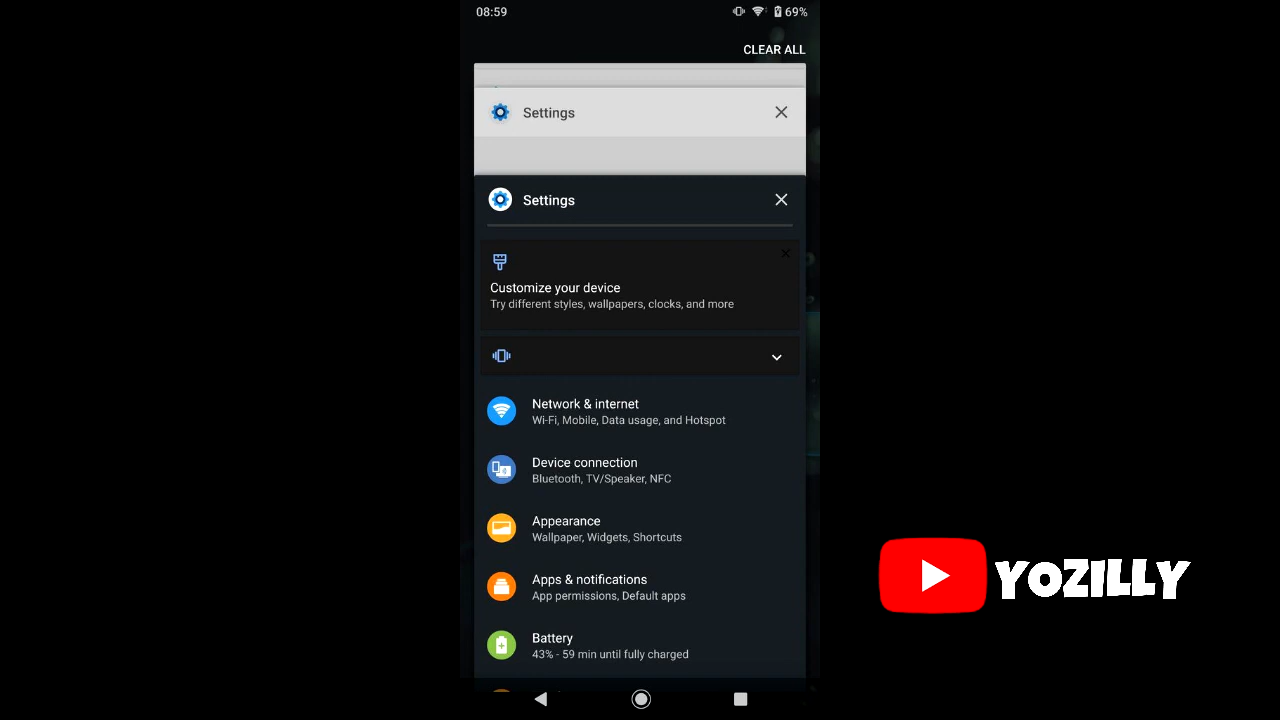 08:59
69%
CLEAR ALL
Settings
Settings
Customize your device
Try different styles, wallpapers, clocks, and more
Network & internet
Wi-Fi, Mobile, Data usage, and Hotspot
Device connection
Bluetooth, TV/Speaker, NFC
Appearance
Wallpaper, Widgets, Shortcuts
Apps & notifications
App permissions, Default apps
Battery
43% - 59 min until fully charged
YOZILLY